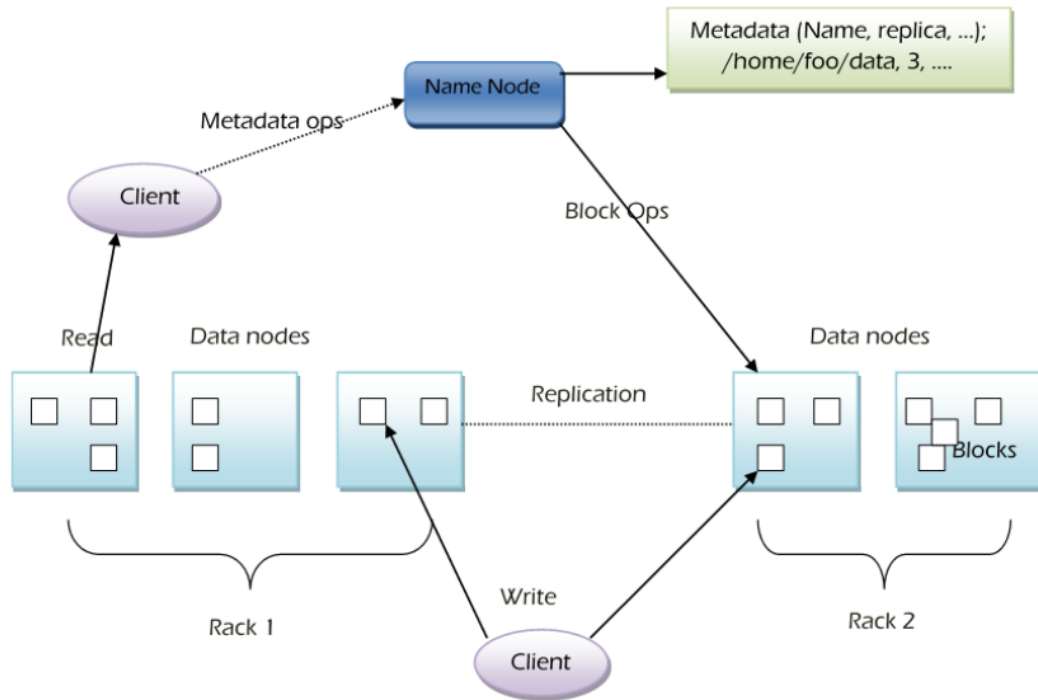 Metadata (Name, replica, ...);
/home/foo/data, 3, ....
Name Node
Metadata ops
Client
Block Ops
Read
Data nodes
Data nodes
Replication
Blocks
Write
Rack 1
Rack 2
Client